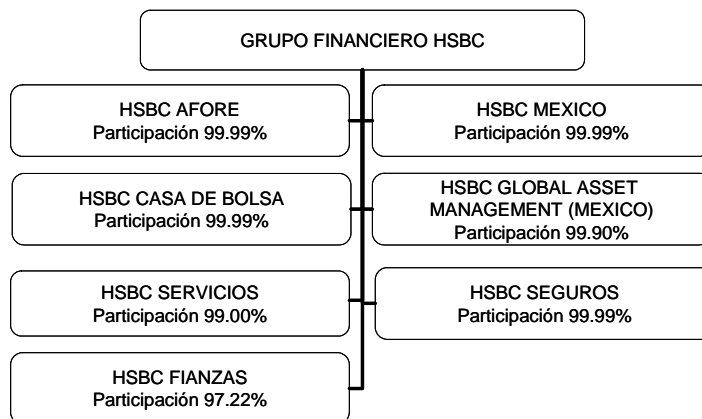 GRUPO FINANCIERO HSBC
HSBC AFORE
Participación 99.99%
HSBC MEXICO
Participación 99.99%
HSBC CASA DE BOLSA
Participación 99.99%
HSBC GLOBAL ASSET
MANAGEMENT (MEXICO)
Participación 99.90%
HSBC SERVICIOS
Participación 99.00%
HSBC SEGUROS
Participación 99.99%
HSBC FIANZAS
Participación 97.22%